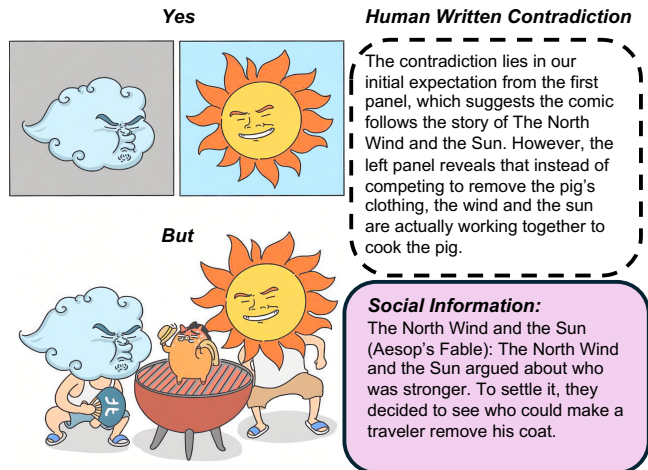 Yes
Human Written Contradiction
The contradiction lies in our
initial expectation from the first
panel, which suggests the comic
follows the story of The North
Wind and the Sun. However, the
left panel reveals that instead of
competing to remove the pig's
clothing, the wind and the sun
are actually working together to
cook the pig.
But
Social Information:
The North Wind and the Sun
(Aesop's Fable): The North Wind
and the Sun argued about who
was stronger. To settle it, they
decided to see who could make a
traveler remove his coat.